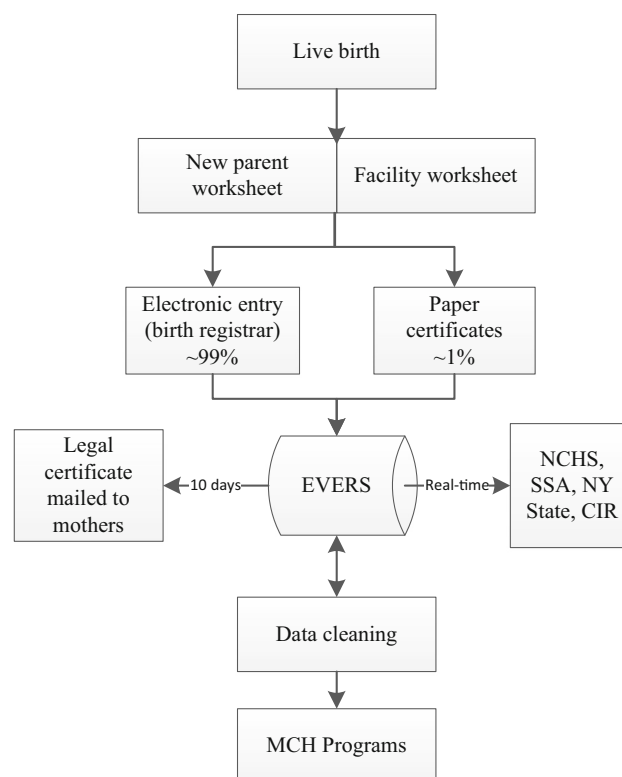 Live birth
New parent
worksheet
Facility worksheet
Electronic entry
(birth registrar)
~99%
Paper
certificates
~1%
Legal
certificate
mailed to
mothers
10 days
EVERS
Real-time
NCHS,
SSA, NY
State, CIR
Data cleaning
MCH Programs